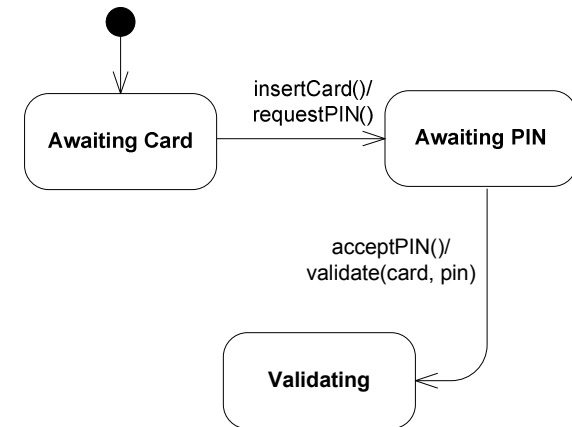 insertCard()/
requestPIN()
Awaiting Card
Awaiting PIN
acceptPIN()/
validate(card, pin)
Validating